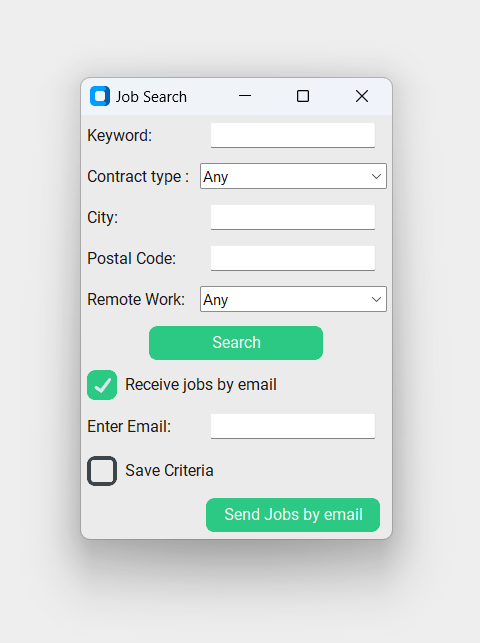 Job Search
Keyword:
Contract type : Any
City:
Postal Code:
Remote Work: Any
Search
Receive jobs by email
Enter Email:
Save Criteria
Send Jobs by email